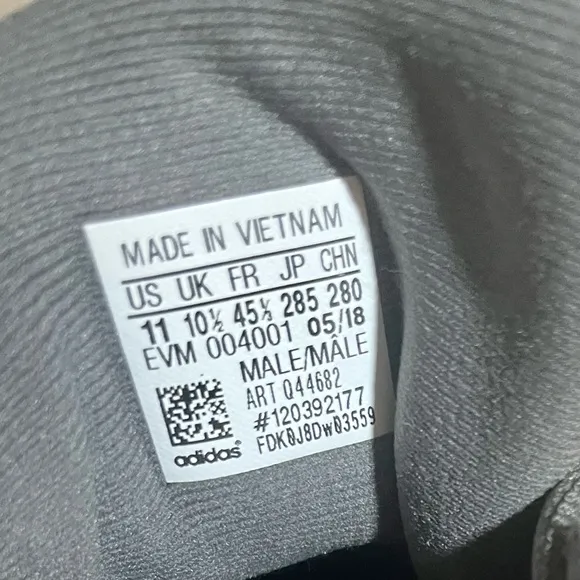 MADE IN VIETNAM
US UK FR JP CHN
11 10½ 45⅓ 285 280
EVM 004001 05/18
MALE/MÂLE
ART Q44682
#120392177
FDK0J8Dw03559
adidas®